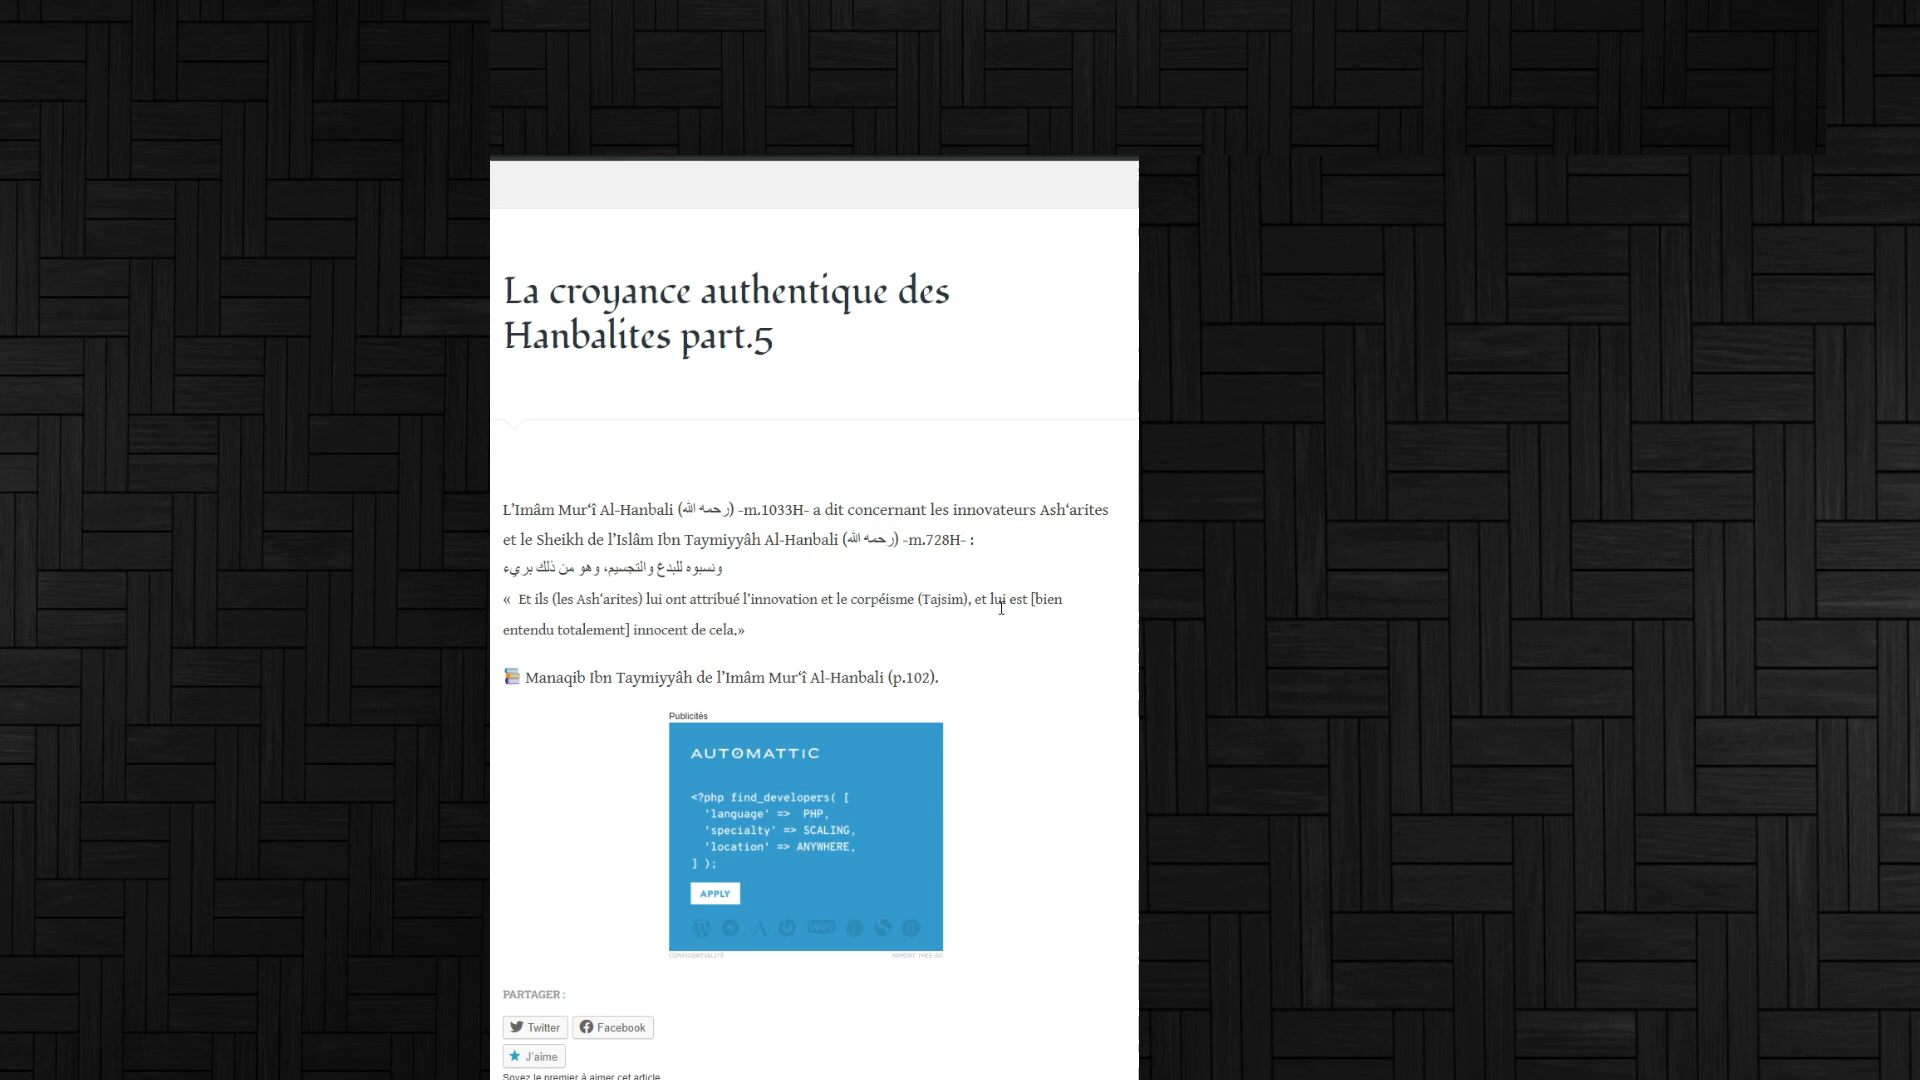 La croyance authentique des
Hanbalites part.5
L'Imâm Mur‘î Al-Hanbali (رحمه الله) -m.1033H- a dit concernant les innovateurs Ash‘arites
et le Sheikh de l'Islâm Ibn Taymiyyâh Al-Hanbali (رحمه الله) -m.728H- :
ونسبوه للبدع والتجسيم، وهو من ذلك بريء
« Et ils (les Ash‘arites) lui ont attribué l'innovation et le corpéisme (Tajsim), et lui est [bien
entendu totalement] innocent de cela.»
Manaqib Ibn Taymiyyâh de l'Imâm Mur‘î Al-Hanbali (p.102).
Publicités
AUTOMATTIC
<?php find_developers( [
'language' => PHP,
'specialty' => SCALING,
'location' => ANYWHERE,
] );
APPLY
CONFIDENTIALITÉ REPORT THIS AD
PARTAGER :
Twitter Facebook
J'aime
Soyez le premier à aimer cet article